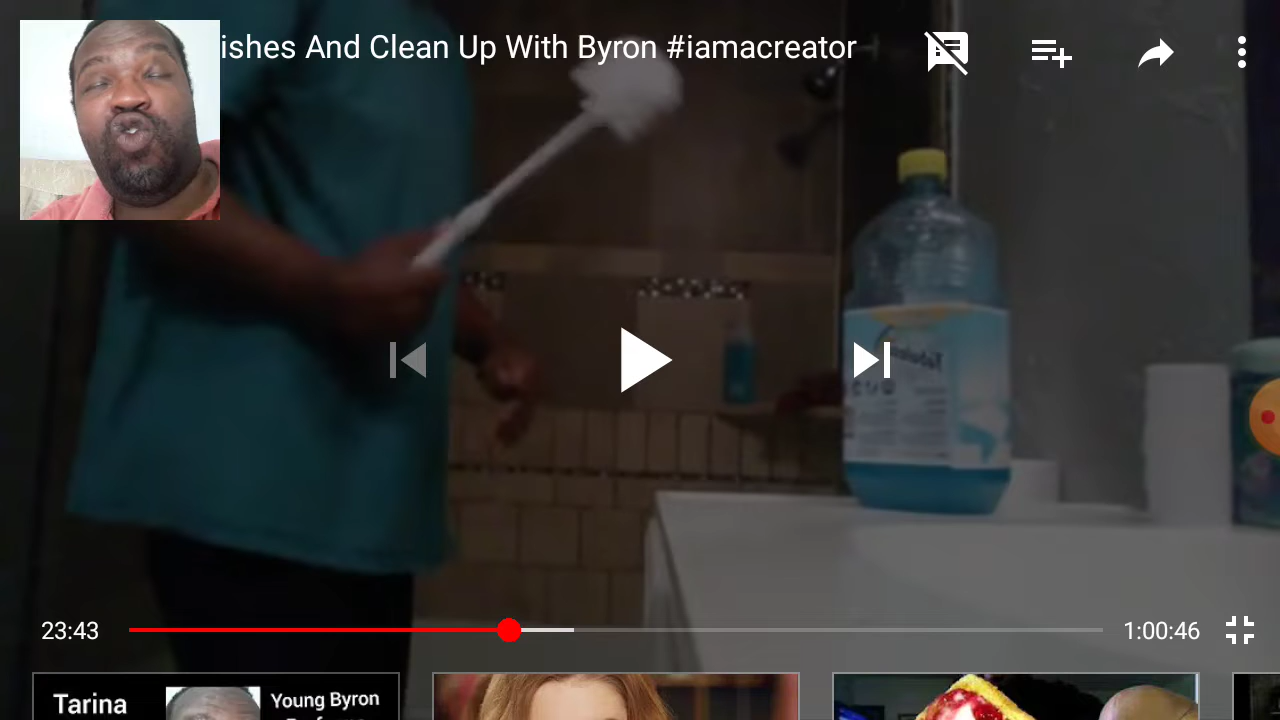 ishes And Clean Up With Byron #iamacreator
23:43
1:00:46
Tarina
Young Byron